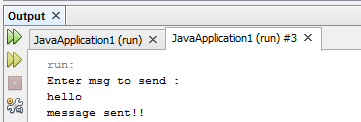 Output
JavaApplication1 (run) JavaApplication1 (run) #3
run:
Enter msg to send :
hello
message sent!!